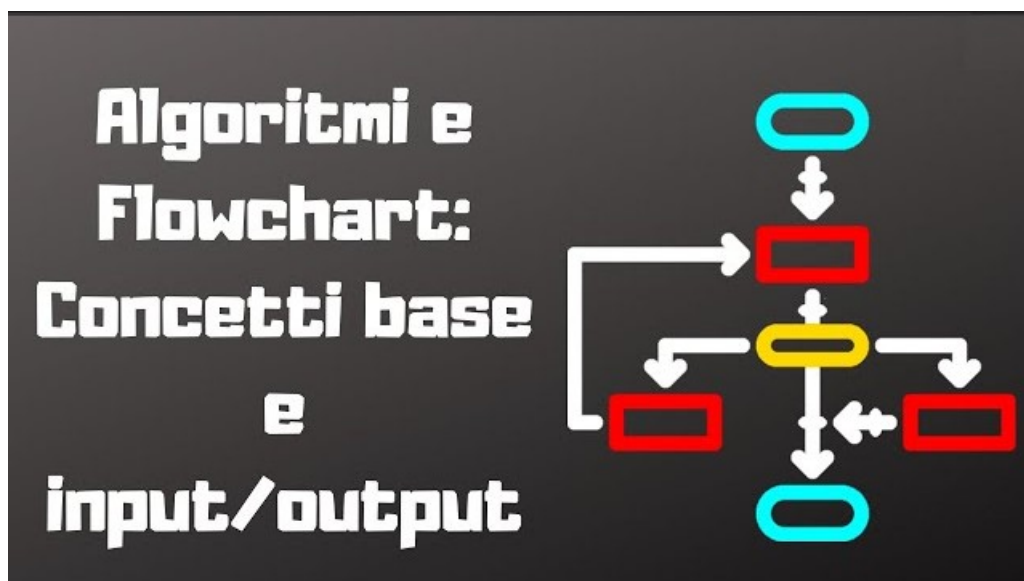 Algoritmi e
Flowchart:
Concetti base
e
input/output